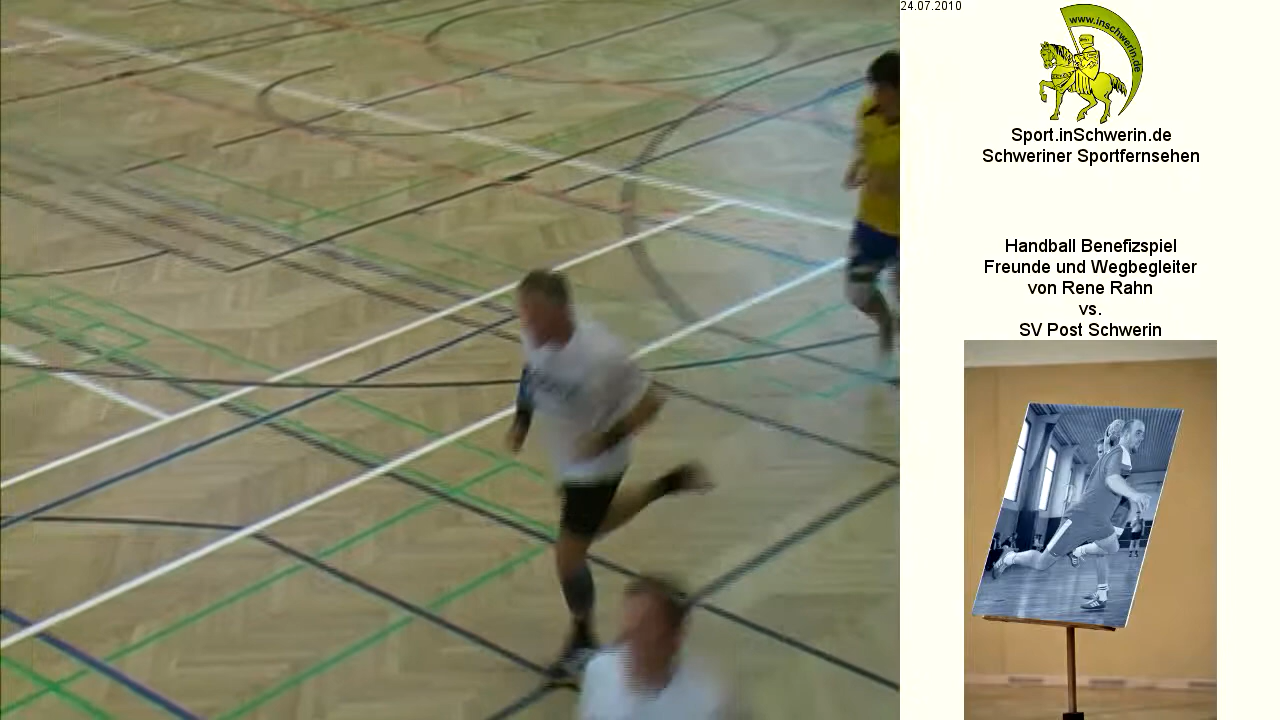 24.07.2010
www.inschwerin.de
Sport.inSchwerin.de
Schweriner Sportfernsehen
Handball Benefizspiel
Freunde und Wegbegleiter
von Rene Rahn
vs.
SV Post Schwerin